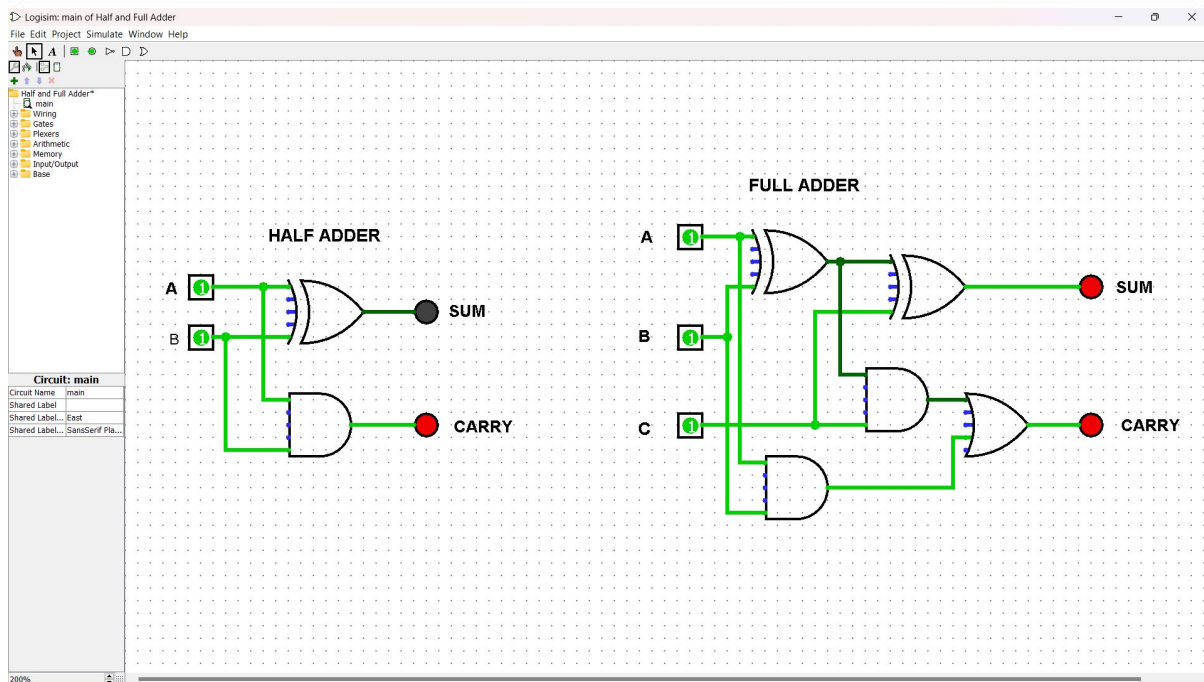 Logisim: main of Half and Full Adder
File Edit Project Simulate Window Help
A
Half and Full Adder*
main
Wiring
Gates
Plexers
Arithmetic
Memory
Input/Output
Base
Circuit: main
Circuit Name main
Shared Label
Shared Label... East
Shared Label... SansSerif Pla...
200%
HALF ADDER
A 1
SUM
B 1
CARRY
FULL ADDER
A 1
SUM
B 1
C 1
CARRY